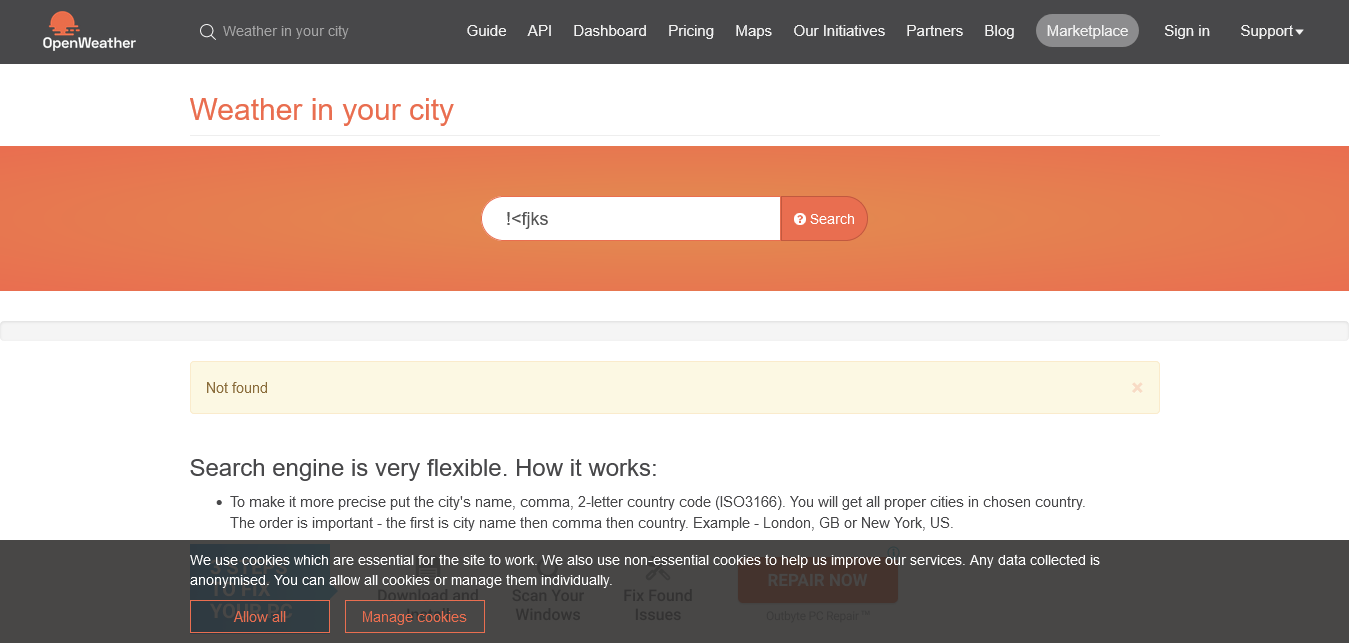 OpenWeather
Weather in your city
Guide API Dashboard Pricing Maps Our Initiatives Partners Blog Marketplace Sign in Support
Weather in your city
!<fjks
Search
Not found
×
Search engine is very flexible. How it works:
• To make it more precise put the city's name, comma, 2-letter country code (ISO3166). You will get all proper cities in chosen country.
The order is important - the first is city name then comma then country. Example - London, GB or New York, US.
We use cookies which are essential for the site to work. We also use non-essential cookies to help us improve our services. Any data collected is
anonymised. You can allow all cookies or manage them individually.
3 STEPS
TO FIX
YOUR PC
Download and
Install
Scan Your
Windows
Fix Found
Issues
REPAIR NOW
Outbyte PC Repair™
Allow all
Manage cookies